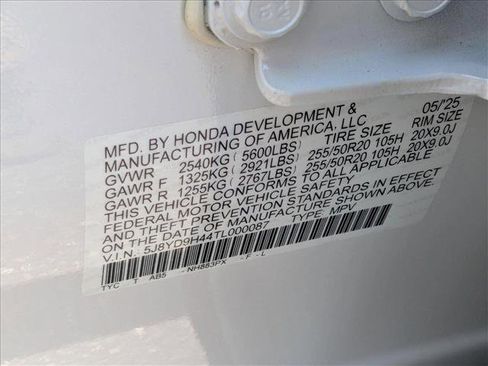 MFD. BY HONDA DEVELOPMENT & 05/'25
MANUFACTURING OF AMERICA, LLC
TIRE SIZE RIM SIZE
GVWR 2540KG ( 5600LBS)
GAWR F 1325KG ( 2921LBS) 255/50R20 105H 20X9.0J
GAWR R 1255KG ( 2767LBS) 255/50R20 105H 20X9.0J
THIS VEHICLE CONFORMS TO ALL APPLICABLE
FEDERAL MOTOR VEHICLE SAFETY, BUMPER,
AND THEFT PREVENTION STANDARDS IN EFFECT
ON THE DATE OF MANUFACTURE SHOWN ABOVE.
V.I.N.: 5J8YD9H44TL000087 TYPE: MPV
TYC T AB5 - NH883PX - F - L